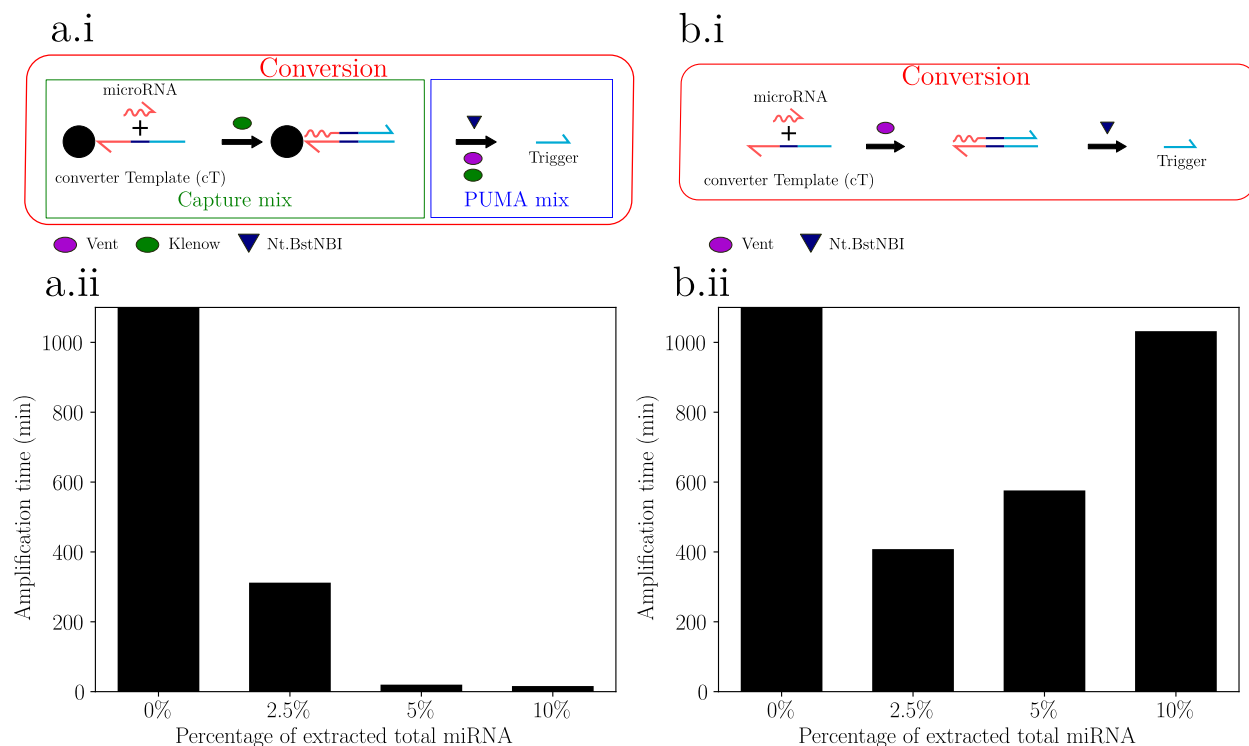 a.i
Conversion
microRNA
+
converter Template (cT)
Capture mix
Trigger
PUMA mix
Vent
Klenow
Nt.BstNBI
b.i
Conversion
microRNA
+
converter Template (cT)
Trigger
Vent
Nt.BstNBI
a.ii
Amplification time (min)
1000
800
600
400
200
0
0% 2.5% 5% 10%
Percentage of extracted total miRNA
b.ii
Amplification time (min)
1000
800
600
400
200
0
0% 2.5% 5% 10%
Percentage of extracted total miRNA